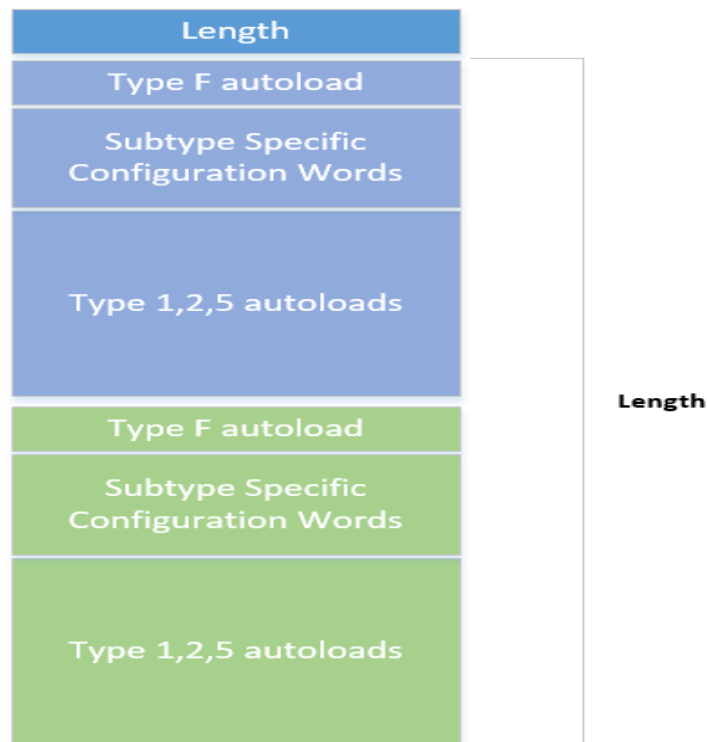 Length
Type F autoload
Subtype Specific
Configuration Words
Type 1,2,5 autoloads
Length
Type F autoload
Subtype Specific
Configuration Words
Type 1,2,5 autoloads